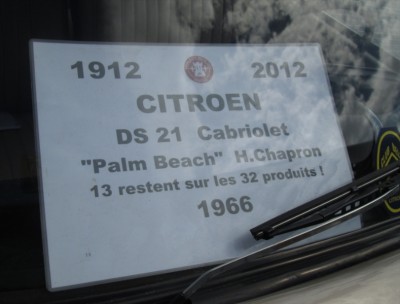 1912 2012
CITROEN
DS 21 Cabriolet
"Palm Beach" H.Chapron
13 restent sur les 32 produits !
1966